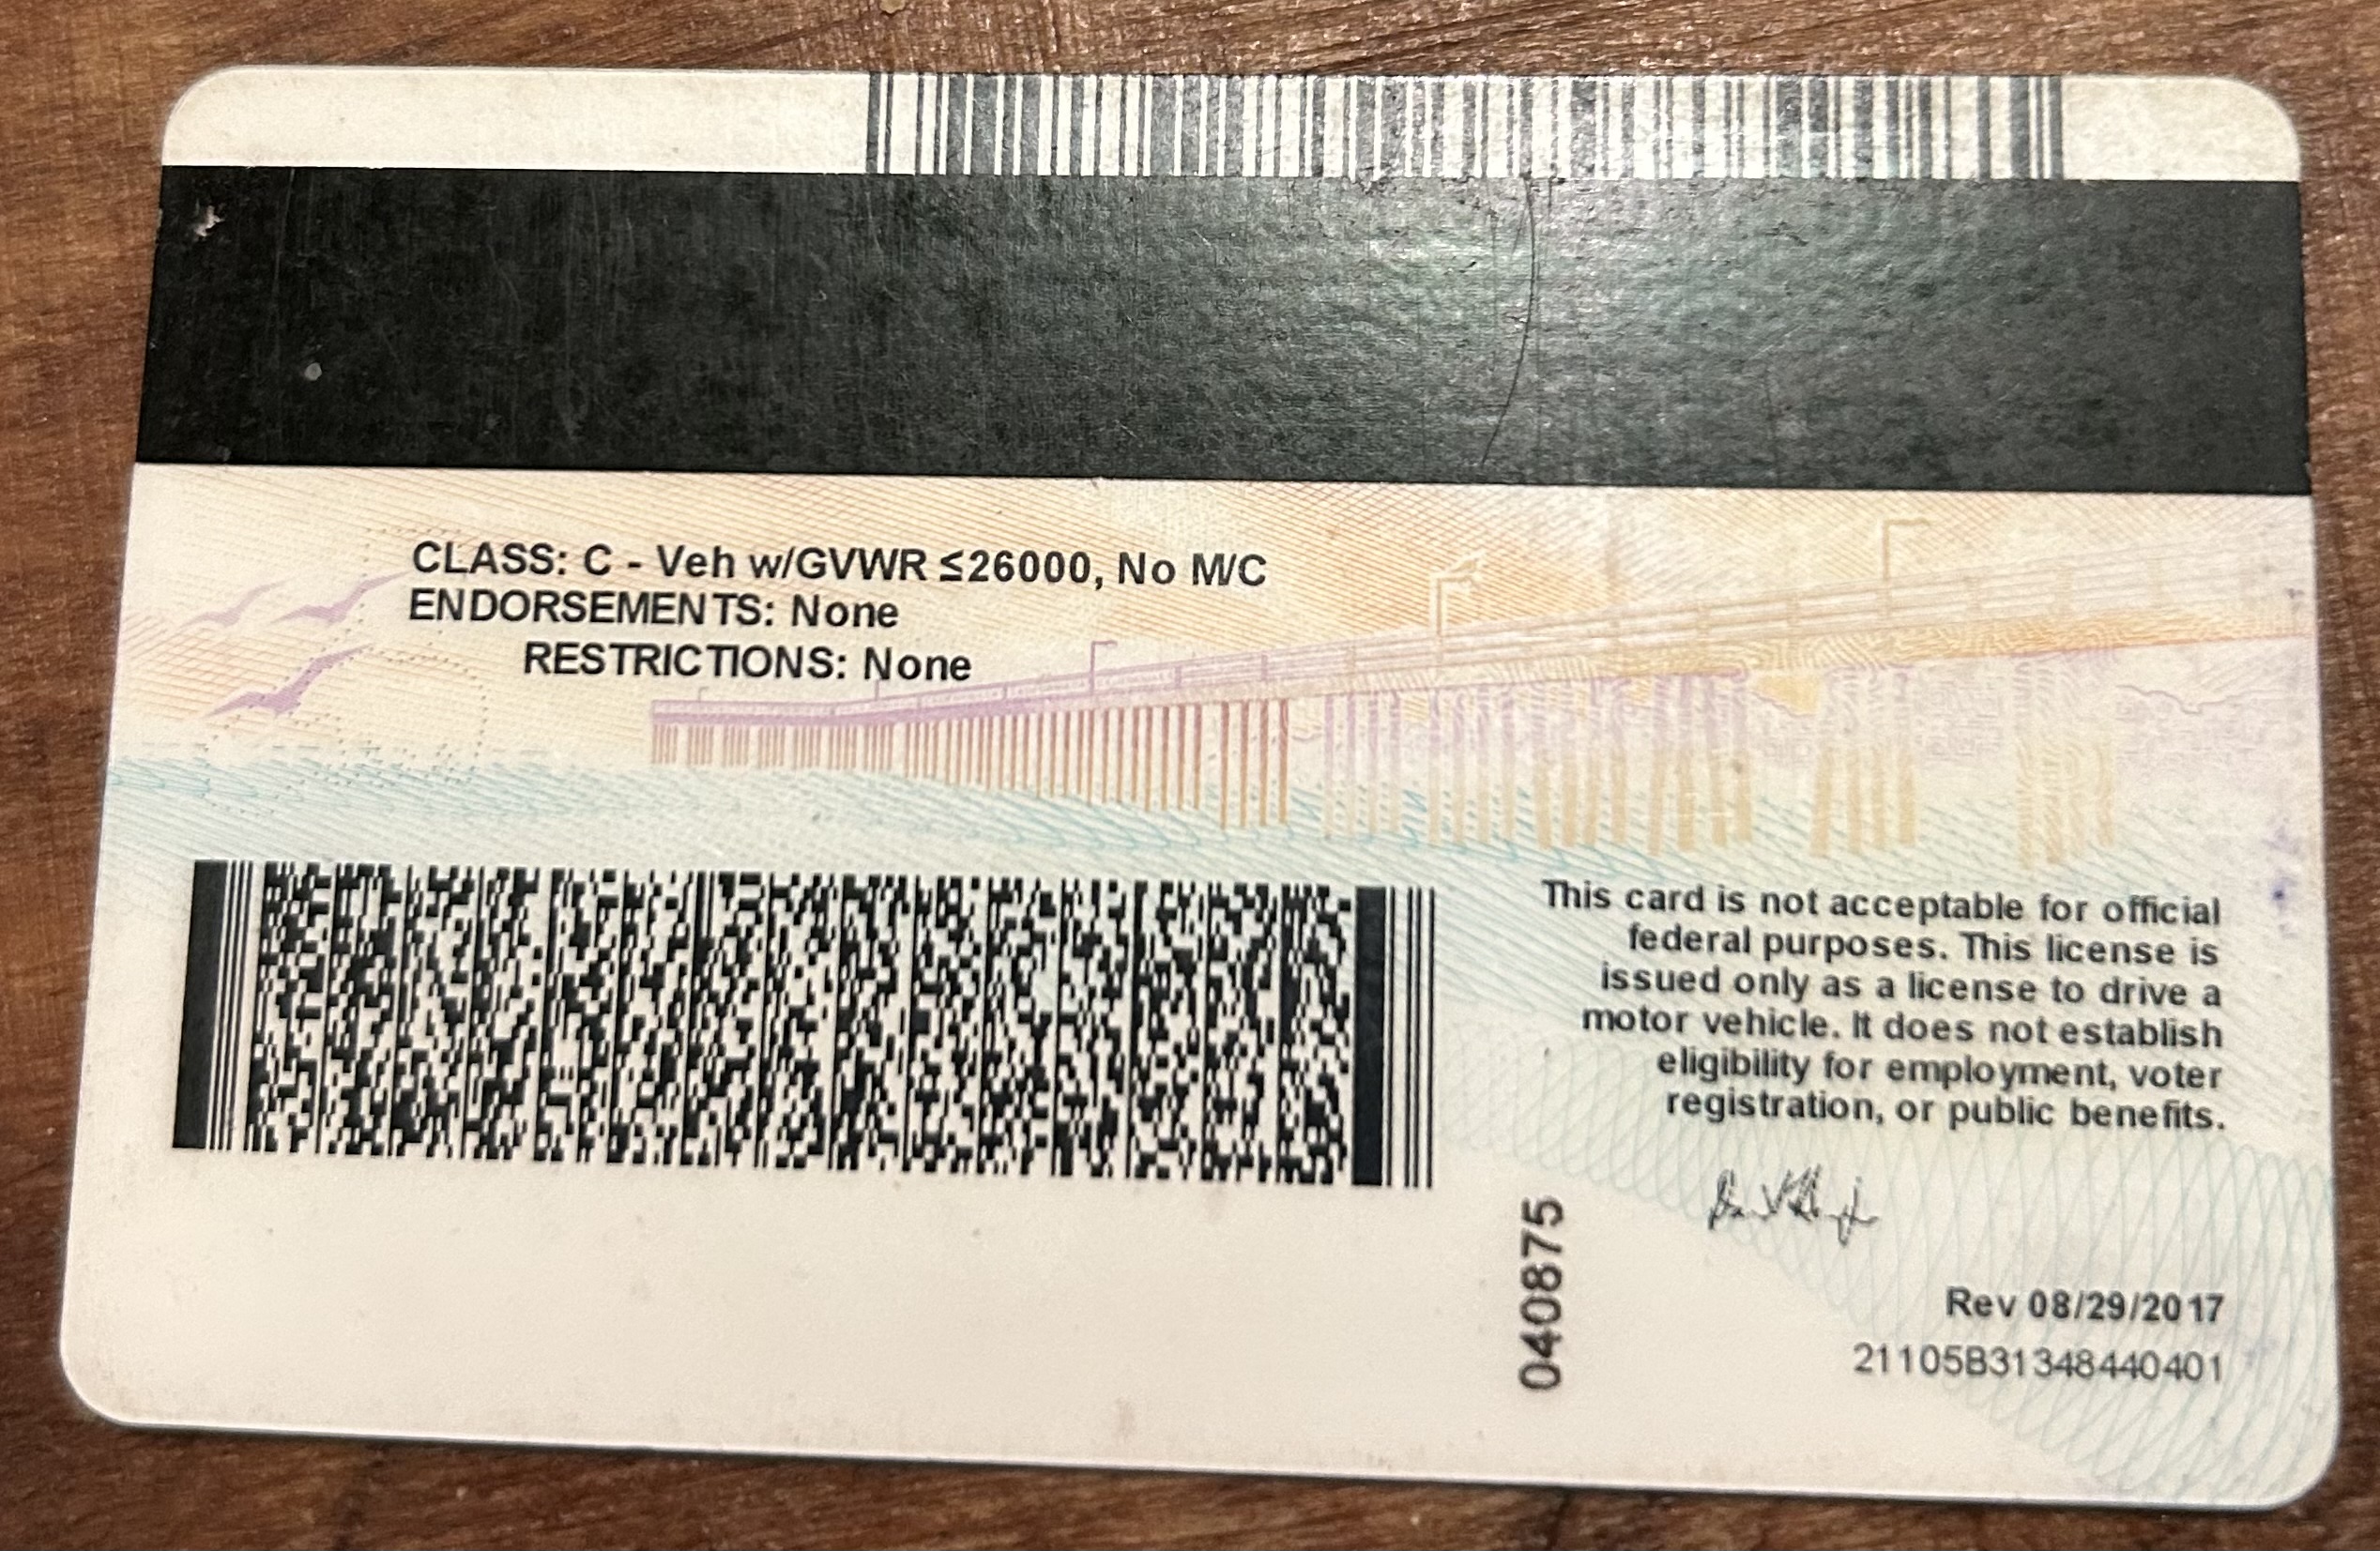 CLASS: C - Veh w/GVWR ≤26000, No M/C
ENDORSEMENTS: None
RESTRICTIONS: None
This card is not acceptable for official
federal purposes. This license is
issued only as a license to drive a
motor vehicle. It does not establish
eligibility for employment, voter
registration, or public benefits.
040875
Rev 08/29/2017
21105B31348440401